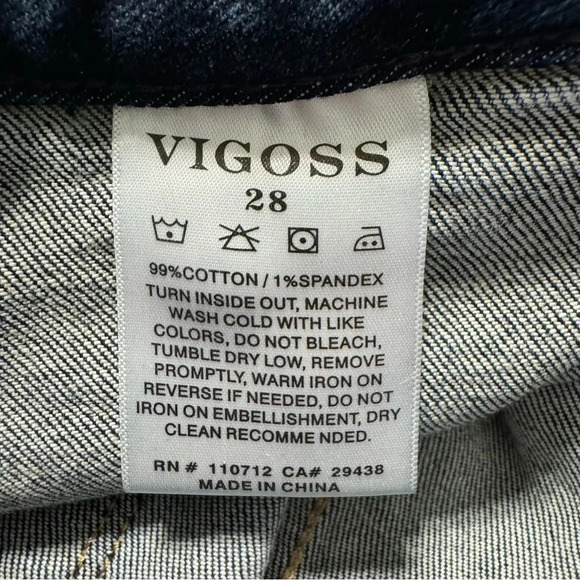 VIGOSS
28
99%COTTON / 1%SPANDEX
TURN INSIDE OUT, MACHINE
WASH COLD WITH LIKE
COLORS, DO NOT BLEACH,
TUMBLE DRY LOW, REMOVE
PROMPTLY, WARM IRON ON
REVERSE IF NEEDED, DO NOT
IRON ON EMBELLISHMENT, DRY
CLEAN RECOMME NDED.
RN # 110712 CA# 29438
MADE IN CHINA